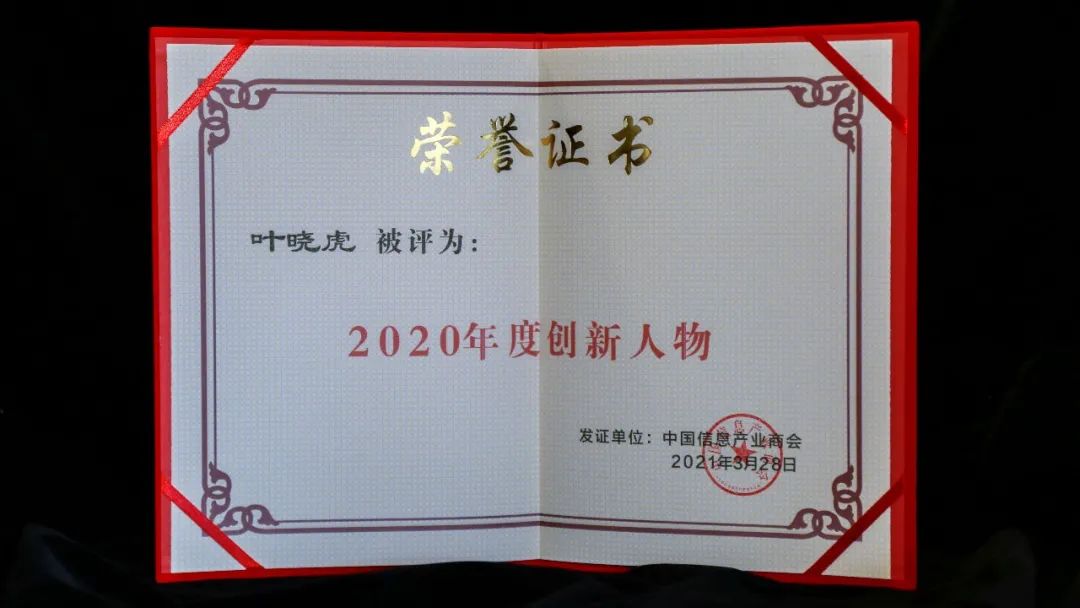 荣誉证书
叶晓虎 被评为:
2020年度创新人物
发证单位：中国信息产业商会
2021年3月28日